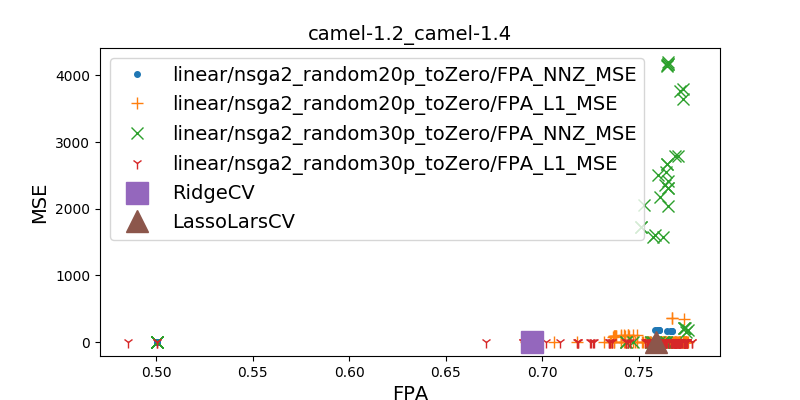 camel-1.2_camel-1.4
linear/nsga2_random20p_toZero/FPA_NNZ_MSE
linear/nsga2_random20p_toZero/FPA_L1_MSE
linear/nsga2_random30p_toZero/FPA_NNZ_MSE
linear/nsga2_random30p_toZero/FPA_L1_MSE
RidgeCV
LassoLarsCV
MSE
4000
3000
2000
1000
0
0.50
0.55
0.60
0.65
0.70
0.75
FPA